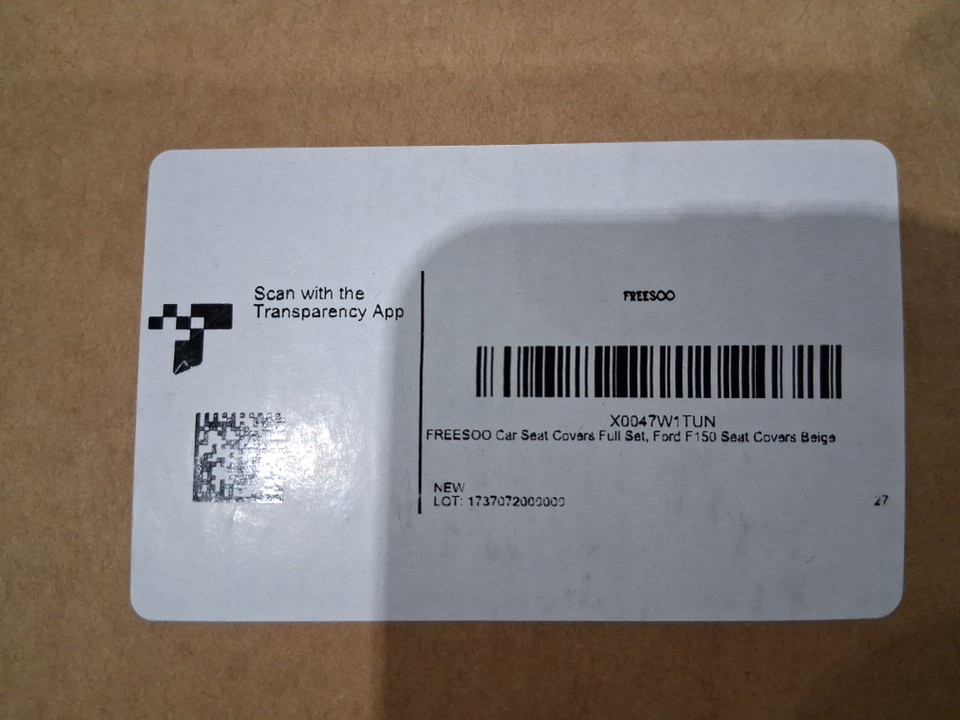 Scan with the
Transparency App
FREESOO
X0047W1TUN
FREESOO Car Seat Covers Full Set, Ford F150 Seat Covers Beige
NEW
LOT: 1737072000000
27